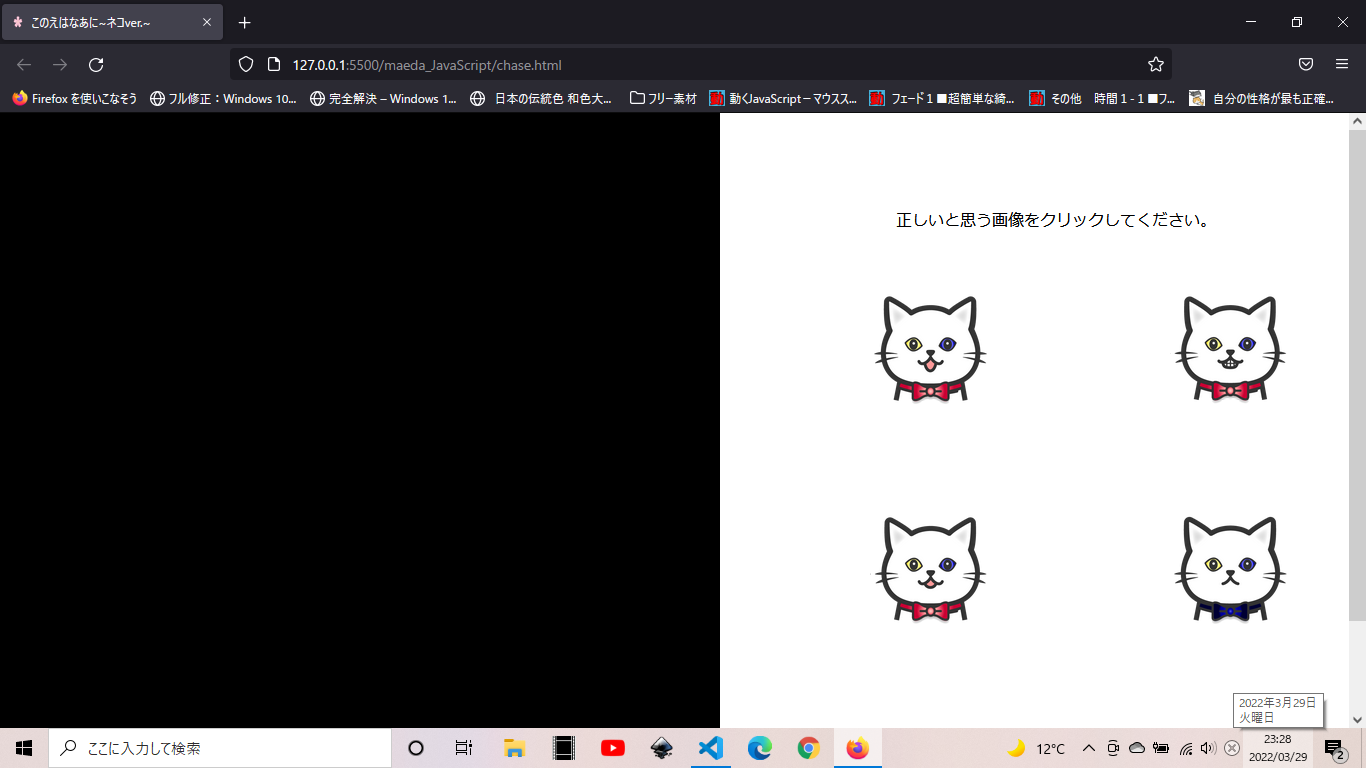 このえはなあに~ネコver.~
127.0.0.1:5500/maeda_JavaScript/chase.html
Firefox を使いこなそう
フル修正：Windows 10...
完全解決 – Windows 1...
日本の伝統色 和色大...
フリー素材
動くJavaScript－マウスス...
フェード１■超簡単な綺...
その他　時間１-１■フ...
自分の性格が最も正確...
正しいと思う画像をクリックしてください。
2022年3月29日
火曜日
ここに入力して検索
12°C
23:28
2022/03/29
2